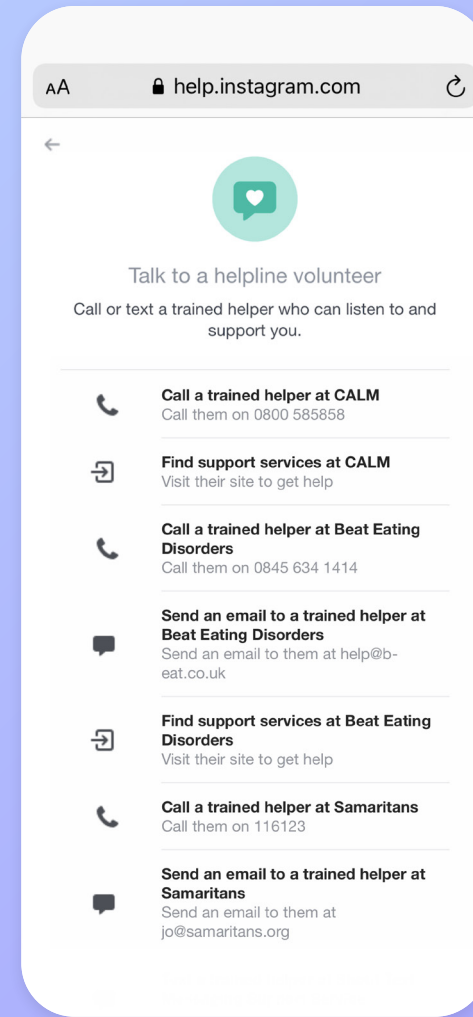 AA help.instagram.com
Talk to a helpline volunteer
Call or text a trained helper who can listen to and
support you.
Call a trained helper at CALM
Call them on 0800 585858
Find support services at CALM
Visit their site to get help
Call a trained helper at Beat Eating
Disorders
Call them on 0845 634 1414
Send an email to a trained helper at
Beat Eating Disorders
Send an email to them at help@b-
eat.co.uk
Find support services at Beat Eating
Disorders
Visit their site to get help
Call a trained helper at Samaritans
Call them on 116123
Send an email to a trained helper at
Samaritans
Send an email to them at
jo@samaritans.org